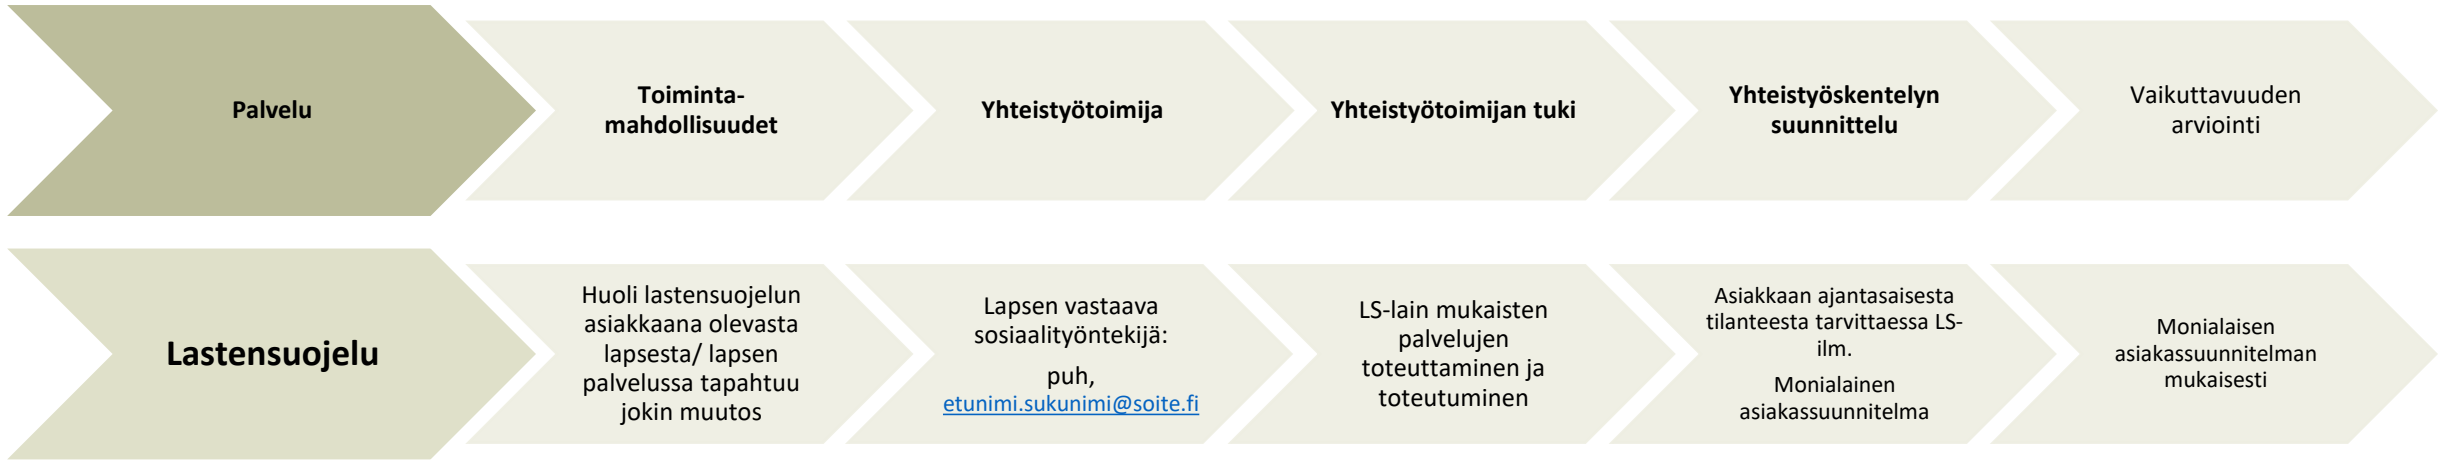 Palvelu
Toiminta-
mahdollisuudet
Yhteistyötoimija
Yhteistyötoimijan tuki
Yhteistyöskentelyn
suunnittelu
Vaikuttavuuden
arviointi
Lastensuojelu
Huoli lastensuojelun
asiakkaana olevasta
lapsesta/ lapsen
palvelussa tapahtuu
jokin muutos
Lapsen vastaava
sosiaalityöntekijä:
puh,
etunimi.sukunimi@soite.fi
LS-lain mukaisten
palvelujen
toteuttaminen ja
toteutuminen
Asiakkaan ajantasaisesta
tilanteesta tarvittaessa LS-
ilm.
Monialainen
asiakassuunnitelma
Monialaisen
asiakassuunnitelman
mukaisesti